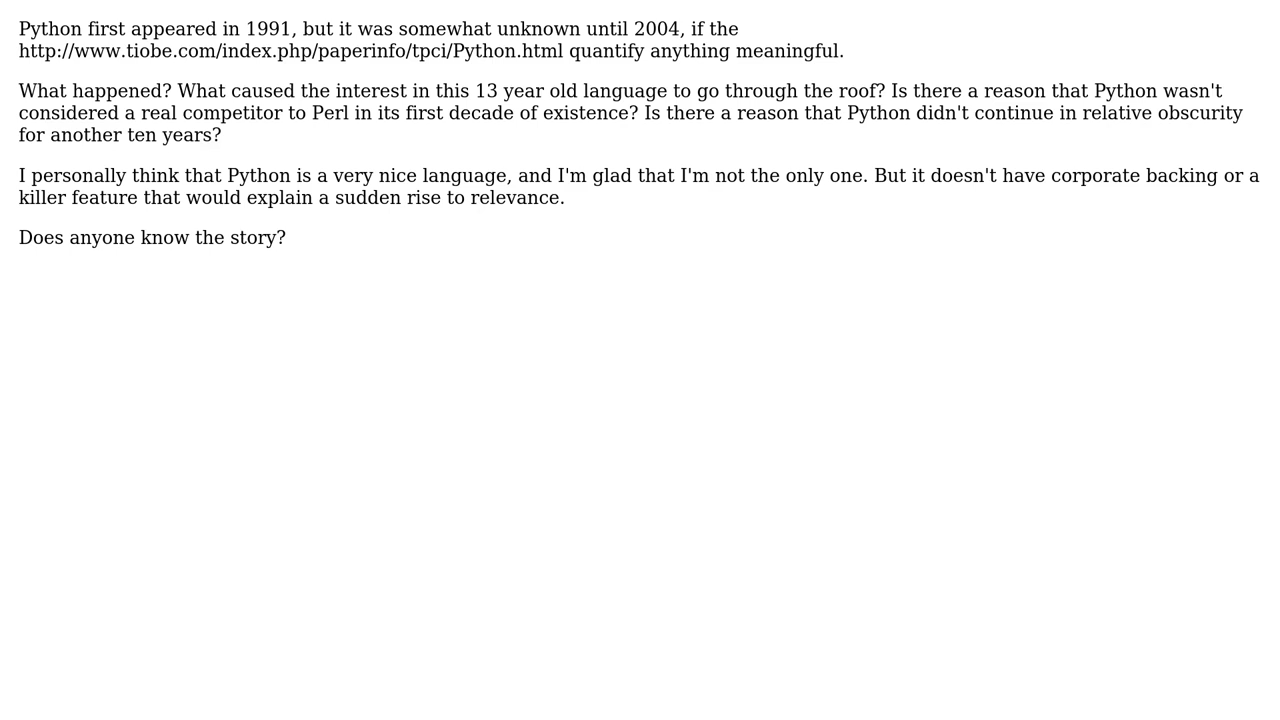 Python first appeared in 1991, but it was somewhat unknown until 2004, if the
http://www.tiobe.com/index.php/paperinfo/tpci/Python.html quantify anything meaningful.
What happened? What caused the interest in this 13 year old language to go through the roof? Is there a reason that Python wasn't
considered a real competitor to Perl in its first decade of existence? Is there a reason that Python didn't continue in relative obscurity
for another ten years?
I personally think that Python is a very nice language, and I'm glad that I'm not the only one. But it doesn't have corporate backing or a
killer feature that would explain a sudden rise to relevance.
Does anyone know the story?